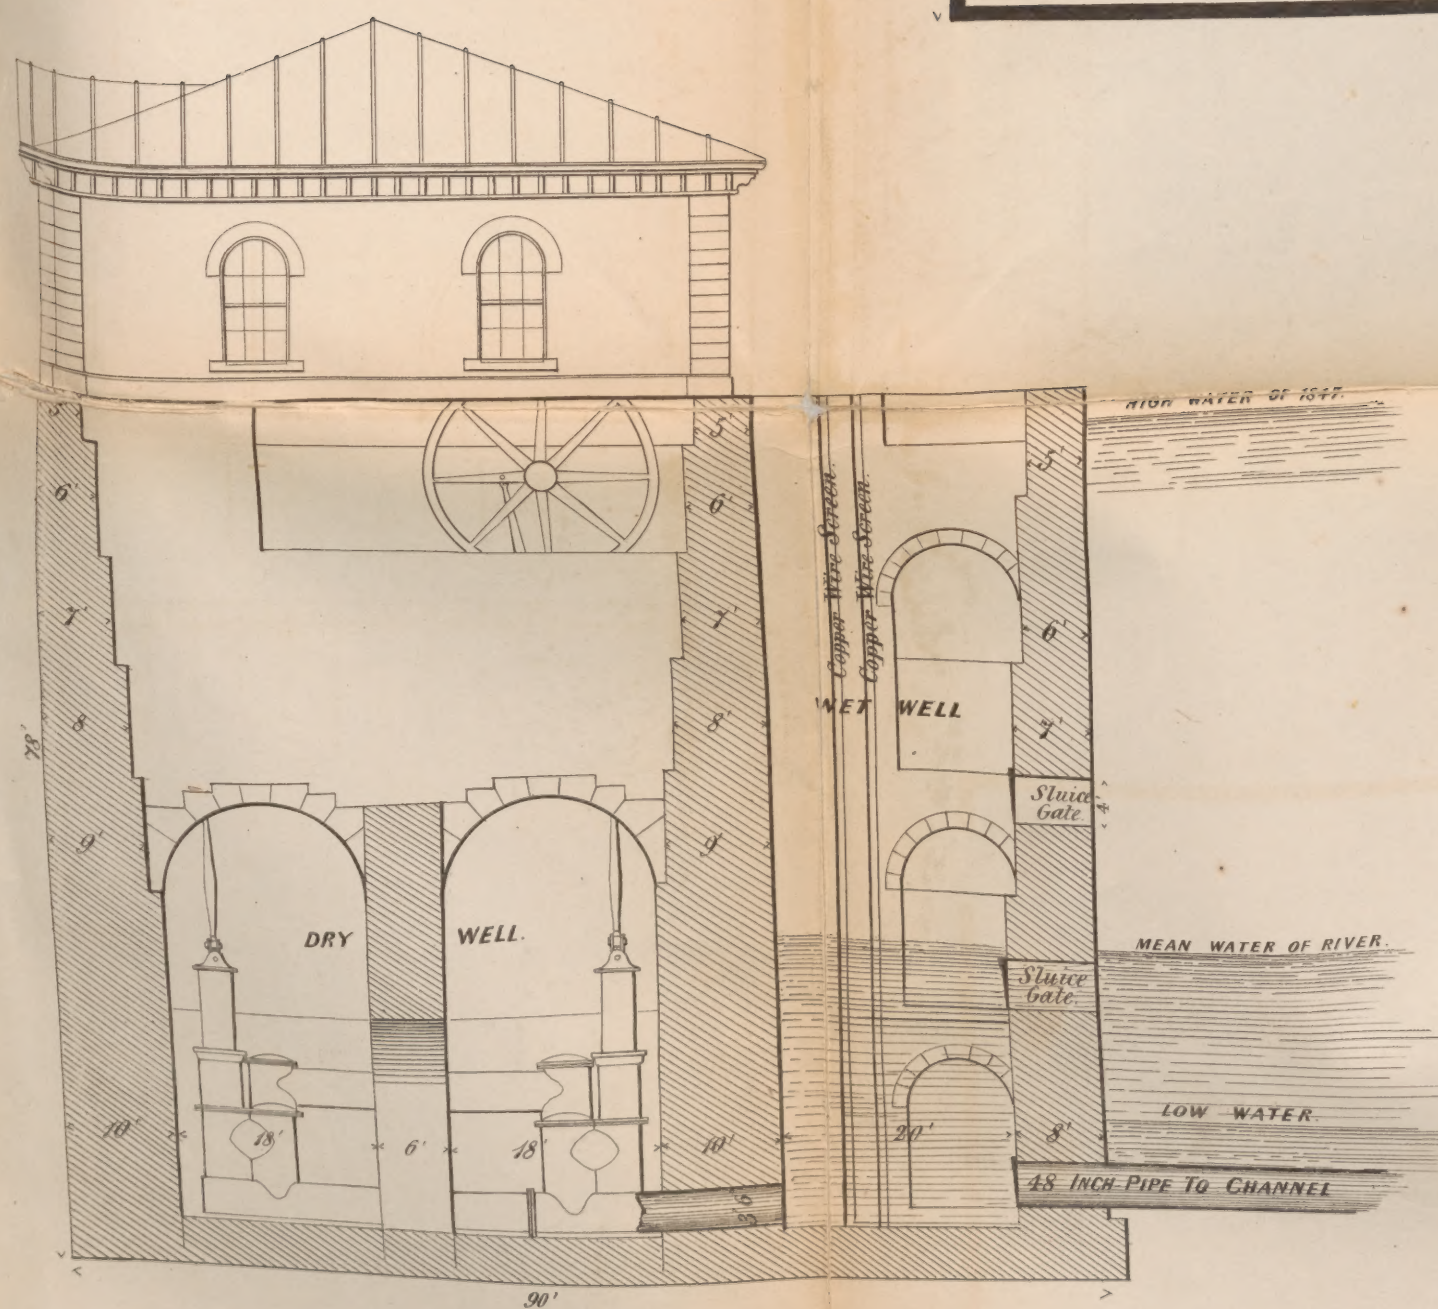 HIGH WATER OF 1847.
5'
5'
5'
6'
6'
Copper Wire Screen.
Copper Wire Screen.
7'
7'
6'
8
8'
WET WELL
7'
78'
Sluice
Gate.
4'
9'
9'
DRY WELL.
MEAN WATER OF RIVER.
Sluice
Gate.
LOW WATER.
10' 18' 6' 18' 10' 20' 8'
48 INCH PIPE TO CHANNEL
3'6"
90'